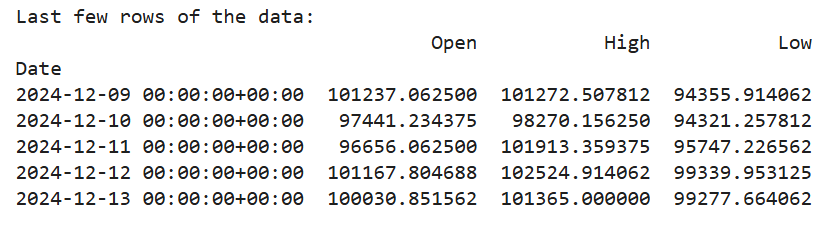 Last few rows of the data:
Open High Low
Date
2024-12-09 00:00:00+00:00 101237.062500 101272.507812 94355.914062
2024-12-10 00:00:00+00:00 97441.234375 98270.156250 94321.257812
2024-12-11 00:00:00+00:00 96656.062500 101913.359375 95747.226562
2024-12-12 00:00:00+00:00 101167.804688 102524.914062 99339.953125
2024-12-13 00:00:00+00:00 100030.851562 101365.000000 99277.664062